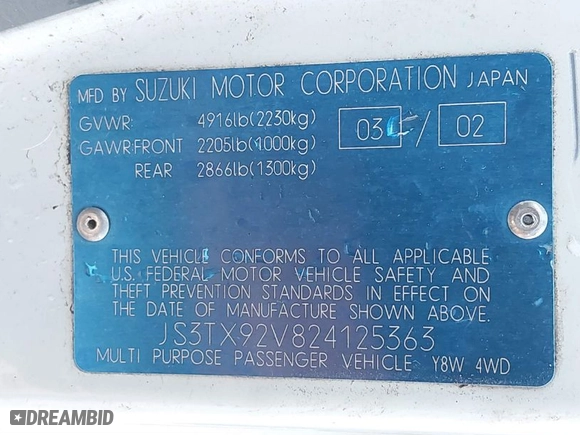 MFD BY SUZUKI MOTOR CORPORATION JAPAN
GVWR: 4916lb(2230kg) 03 / 02
GAWR:FRONT 2205lb(1000kg)
REAR 2866lb(1300kg)
THIS VEHICLE CONFORMS TO ALL APPLICABLE
U.S. FEDERAL MOTOR VEHICLE SAFETY AND
THEFT PREVENTION STANDARDS IN EFFECT ON
THE DATE OF MANUFACTURE SHOWN ABOVE.
JS3TX92V824125363
MULTI PURPOSE PASSENGER VEHICLE Y8W 4WD
DREAMBID